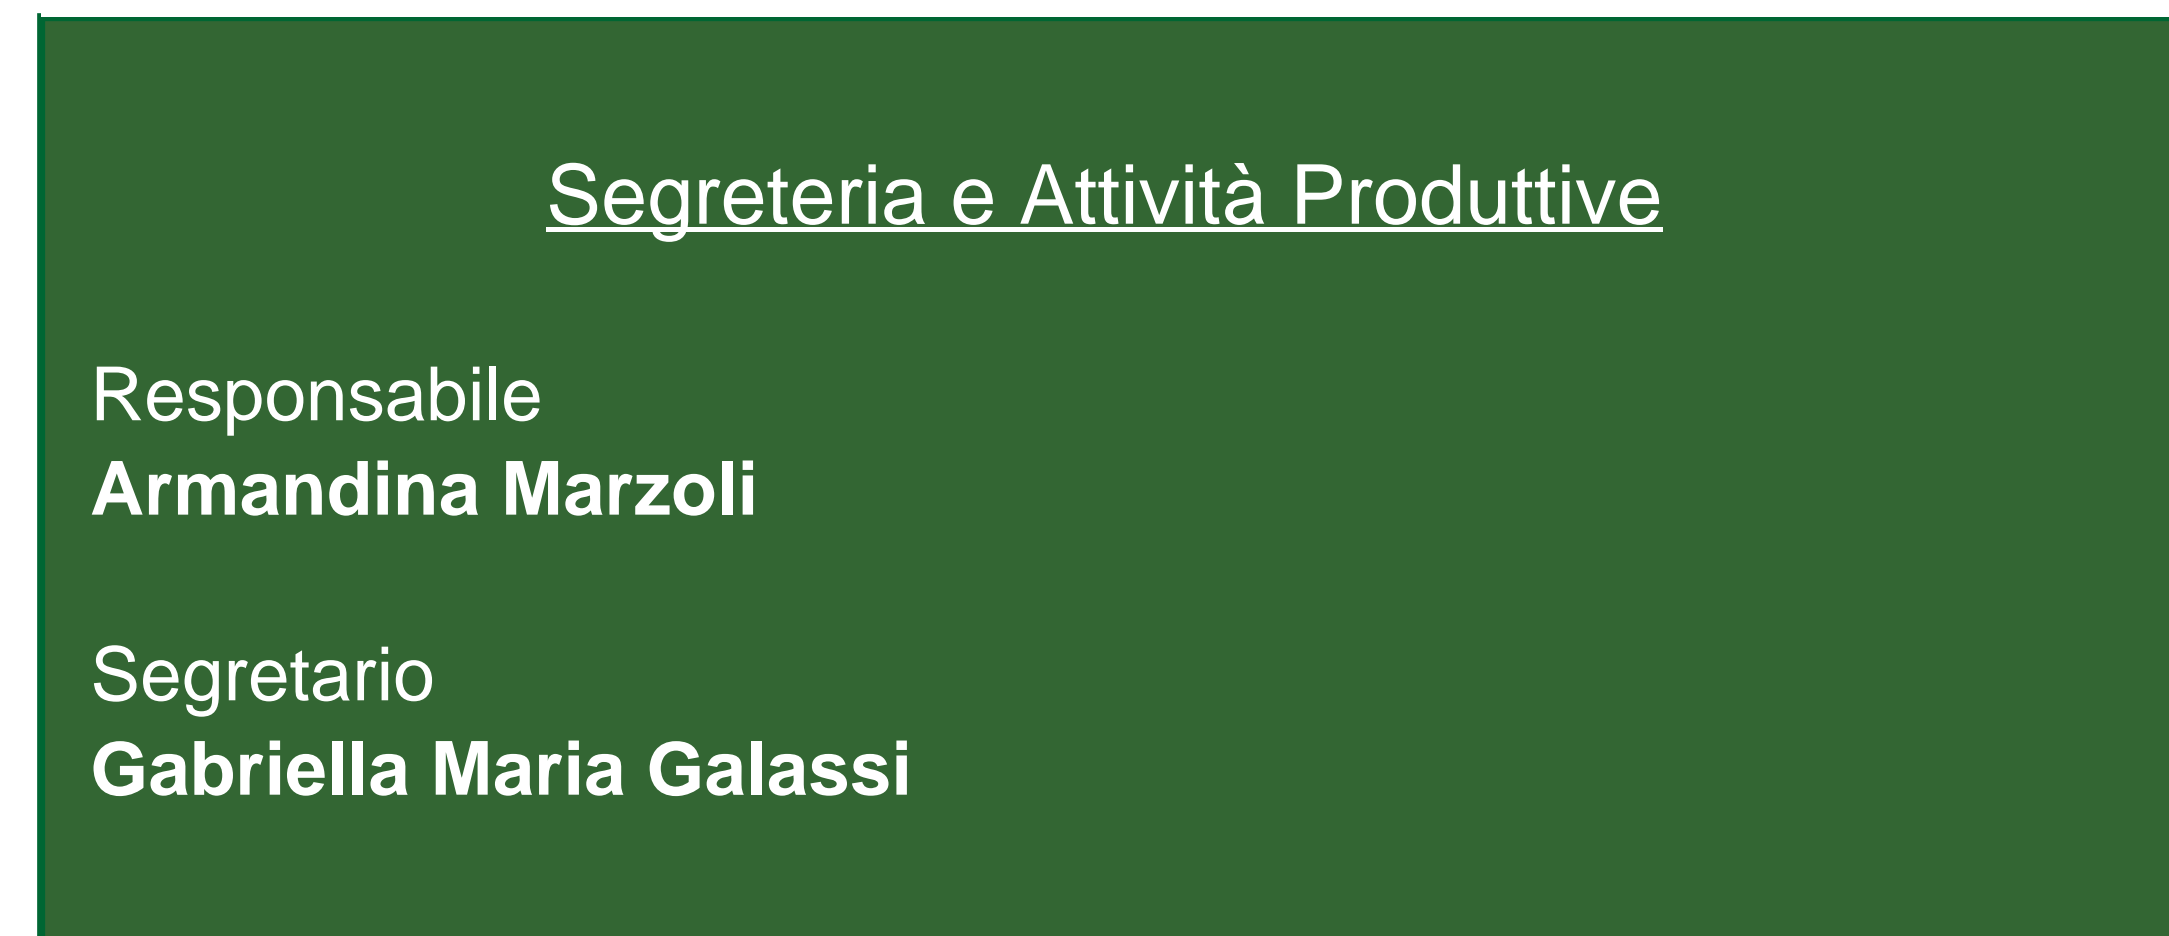 Segreteria e Attività Produttive
Responsabile
Armandina Marzoli
Segretario
Gabriella Maria Galassi